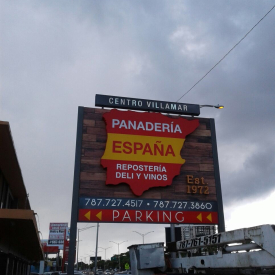 CENTRO VILLAMAR
PANADERÍA
ESPAÑA
REPOSTERÍA
DELI Y VINOS
Est.
1972
787.727.4517 • 787.727.3860
PARKING